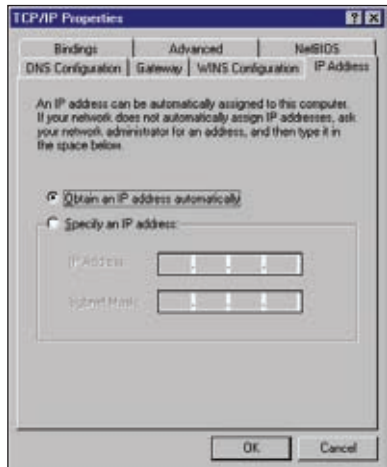 TCP/IP Properties
Bindings Advanced NetBIOS
DNS Configuration Gateway WINS Configuration IP Address
An IP address can be automatically assigned to this computer.
If your network does not automatically assign IP addresses, ask
your network administrator for an address, and then type it in
the space below.
Obtain an IP address automatically
Specify an IP address:
IP Address:
Subnet Mask:
OK Cancel